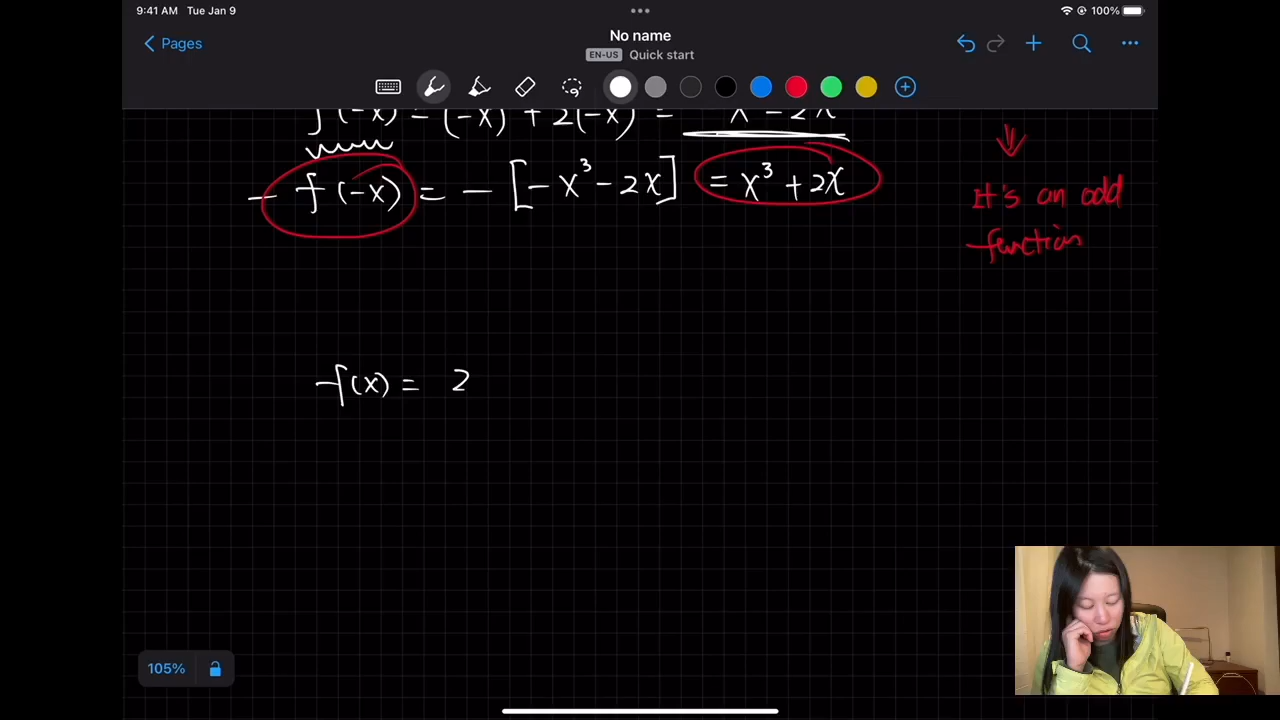 9:41 AM Tue Jan 9
100%
Pages
No name
EN-US Quick start
f(-x) = (-x) + 2(-x) = x - 2x
- f(-x) = - [-x³ - 2x] = x³ + 2x
It's an odd
function
f(x) = 2
105%